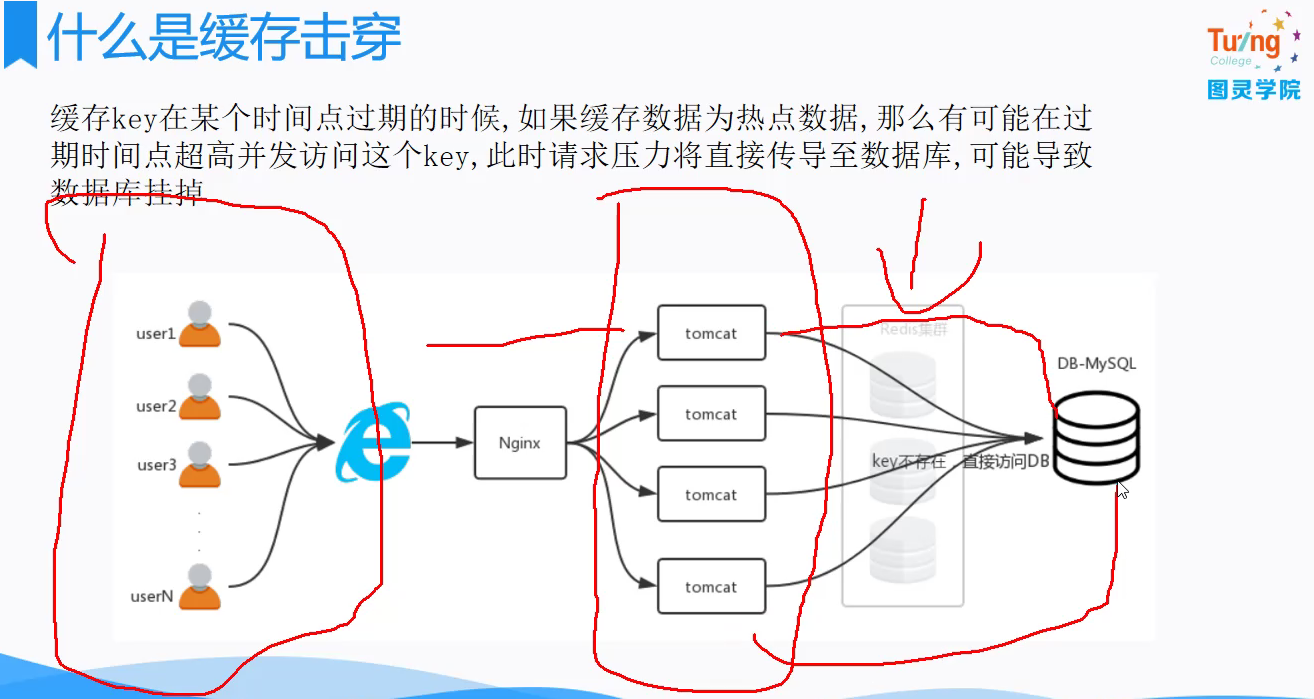 什么是缓存击穿
Turing
College
图灵学院
缓存key在某个时间点过期的时候,如果缓存数据为热点数据,那么有可能在过
期时间点超高并发访问这个key,此时请求压力将直接传导至数据库,可能导致
数据库挂掉
user1
user2
user3
userN
Nginx
tomcat
tomcat
tomcat
tomcat
Redis集群
key不存在，直接访问DB
DB-MySQL